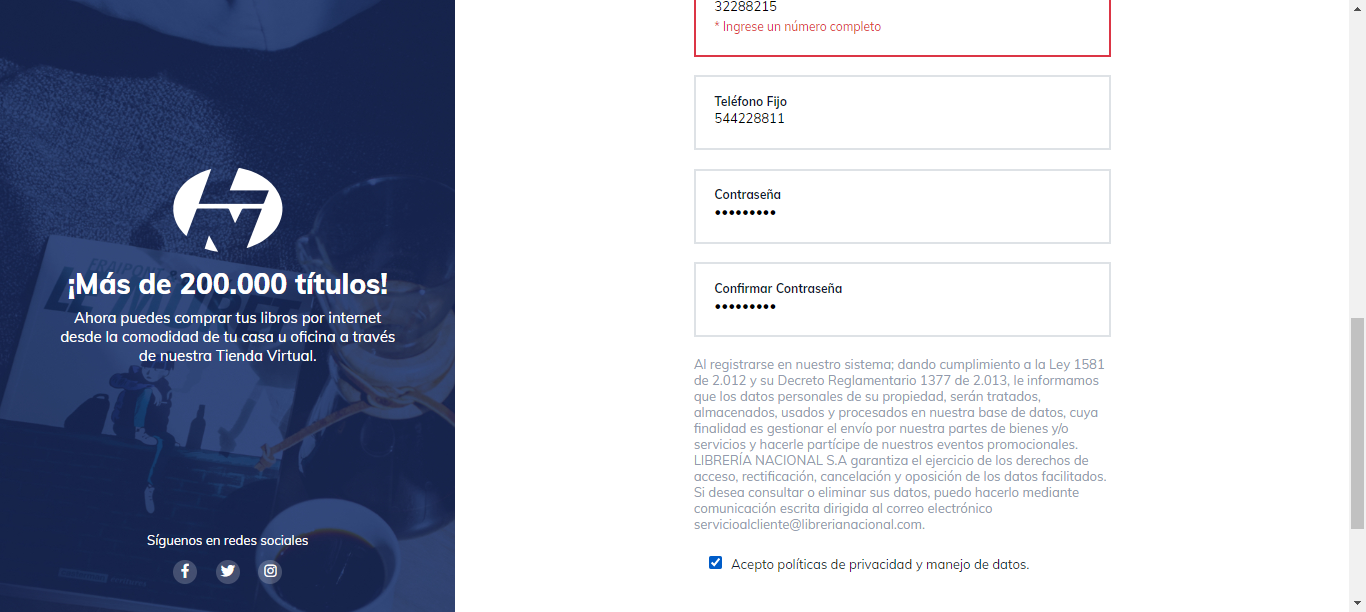 ¡Más de 200.000 títulos!
Ahora puedes comprar tus libros por internet
desde la comodidad de tu casa u oficina a través
de nuestra Tienda Virtual.
Síguenos en redes sociales
32288215
* Ingrese un número completo
Teléfono Fijo
544228811
Contraseña
•••••••••
Confirmar Contraseña
•••••••••
Al registrarse en nuestro sistema; dando cumplimiento a la Ley 1581
de 2.012 y su Decreto Reglamentario 1377 de 2.013, le informamos
que los datos personales de su propiedad, serán tratados,
almacenados, usados y procesados en nuestra base de datos, cuya
finalidad es gestionar el envío por nuestra partes de bienes y/o
servicios y hacerle partícipe de nuestros eventos promocionales.
LIBRERÍA NACIONAL S.A garantiza el ejercicio de los derechos de
acceso, rectificación, cancelación y oposición de los datos facilitados.
Si desea consultar o eliminar sus datos, puedo hacerlo mediante
comunicación escrita dirigida al correo electrónico
servicioalcliente@librerianacional.com.
Acepto políticas de privacidad y manejo de datos.